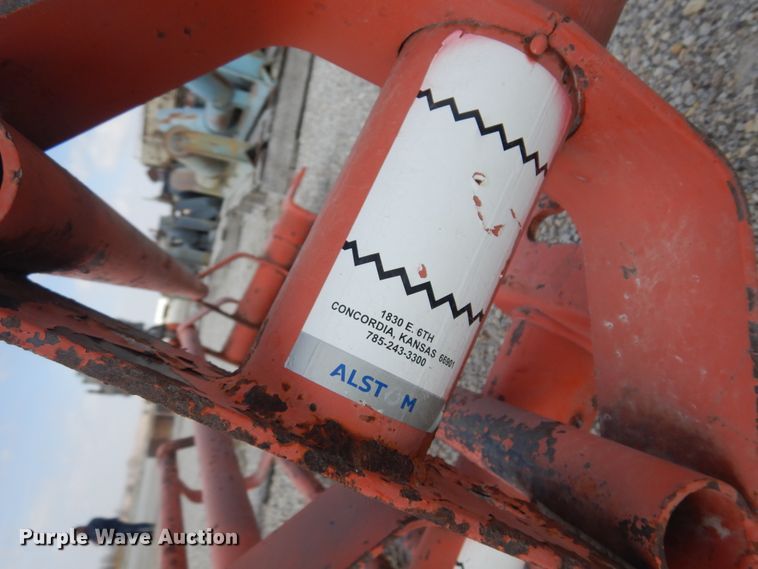 1830 E. 6TH
CONCORDIA, KANSAS 66901
785-243-3300
ALSTOM
Purple Wave Auction